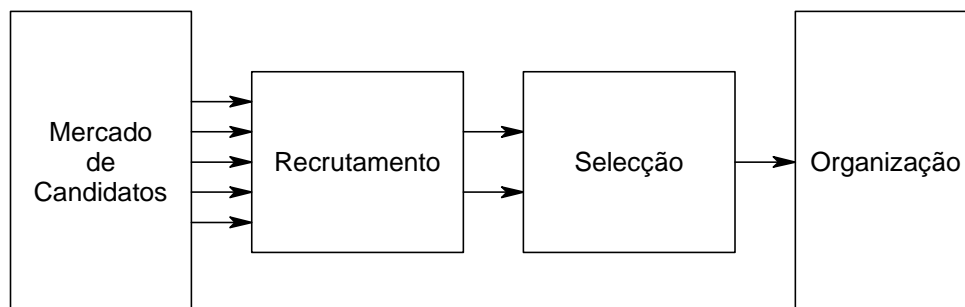 Mercado
de
Candidatos
Recrutamento
Selecção
Organização